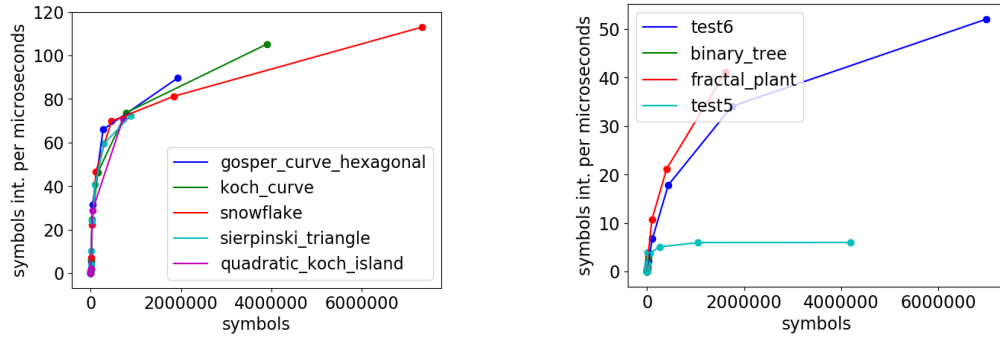 symbols int. per microseconds
120
100
80
60
40
20
0
gosper_curve_hexagonal
koch_curve
snowflake
sierpinski_triangle
quadratic_koch_island
0 2000000 4000000 6000000
symbols
symbols int. per microseconds
50
40
30
20
10
0
test6
binary_tree
fractal_plant
test5
0 2000000 4000000 6000000
symbols